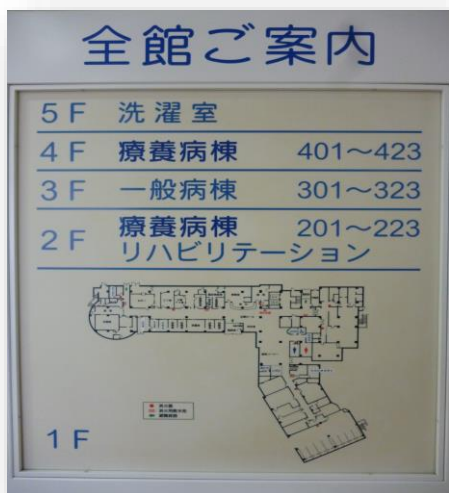 全館ご案内
5F 洗濯室
4F 療養病棟 401～423
3F 一般病棟 301～323
2F 療養病棟 201～223
リハビリテーション
1F